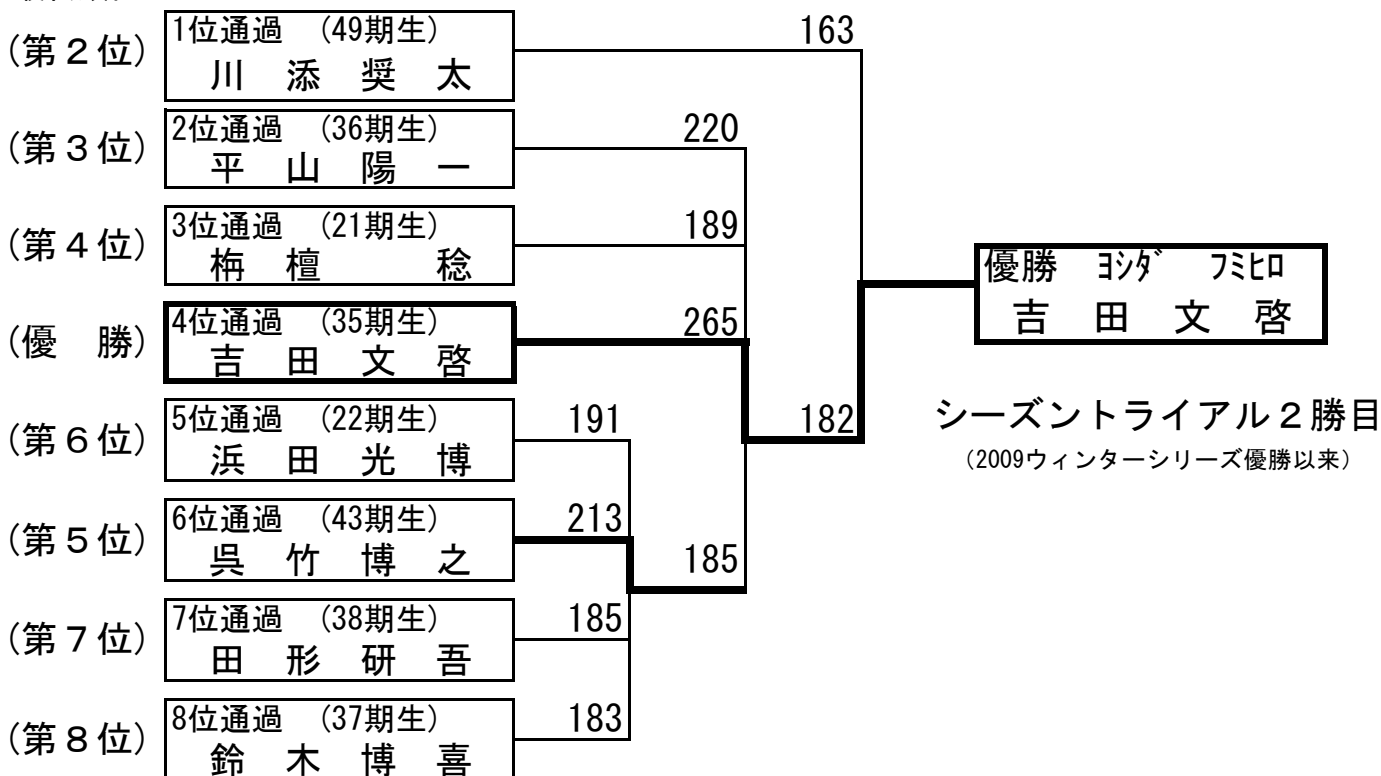 (第２位)
1位通過 (49期生)
川 添 奨 太
163
(第３位)
2位通過 (36期生)
平 山 陽 一
220
(第４位)
3位通過 (21期生)
栴 檀 稔
189
(優 勝)
4位通過 (35期生)
吉 田 文 啓
265
優勝 ﾖｼﾀﾞ ﾌﾐﾋﾛ
吉 田 文 啓
(第６位)
5位通過 (22期生)
浜 田 光 博
191
182
シーズントライアル２勝目
(2009ウィンターシリーズ優勝以来)
(第５位)
6位通過 (43期生)
呉 竹 博 之
213
185
(第７位)
7位通過 (38期生)
田 形 研 吾
185
(第８位)
8位通過 (37期生)
鈴 木 博 喜
183